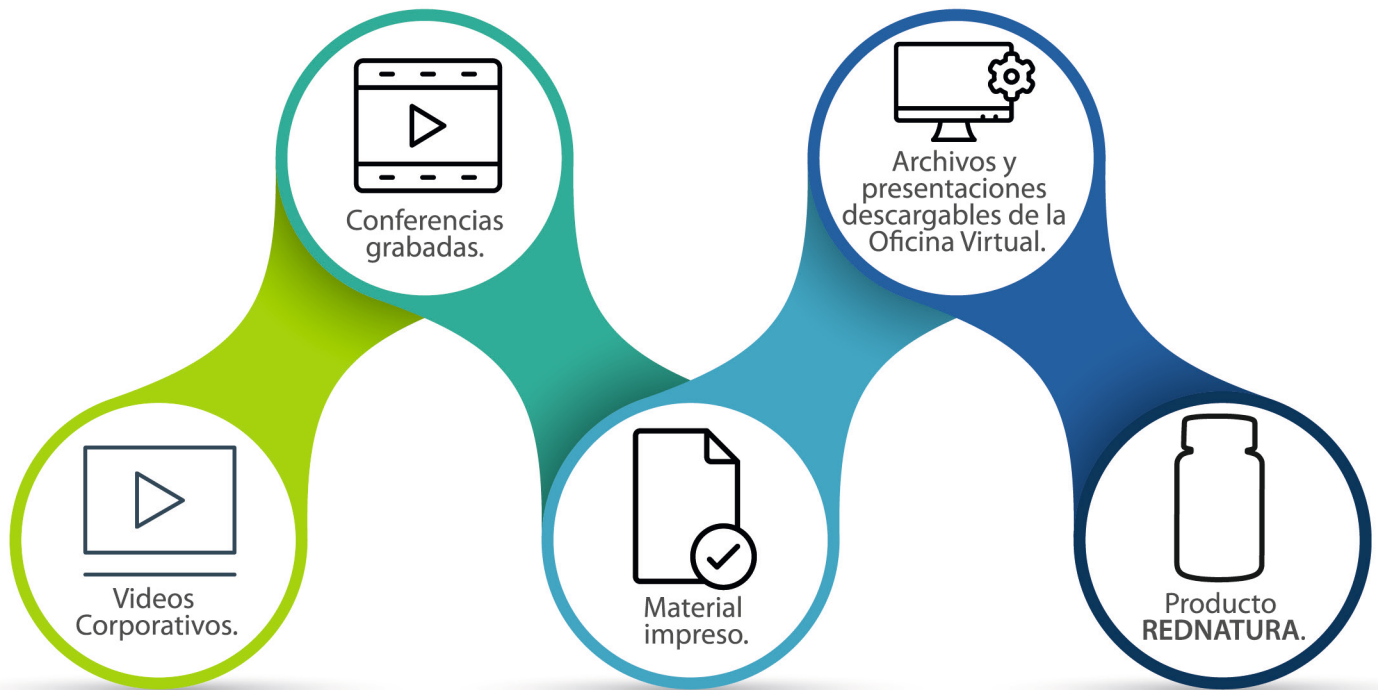 Videos
Corporativos.
Conferencias
grabadas.
Material
impreso.
Archivos y
presentaciones
descargables de la
Oficina Virtual.
Producto
REDNATURA.